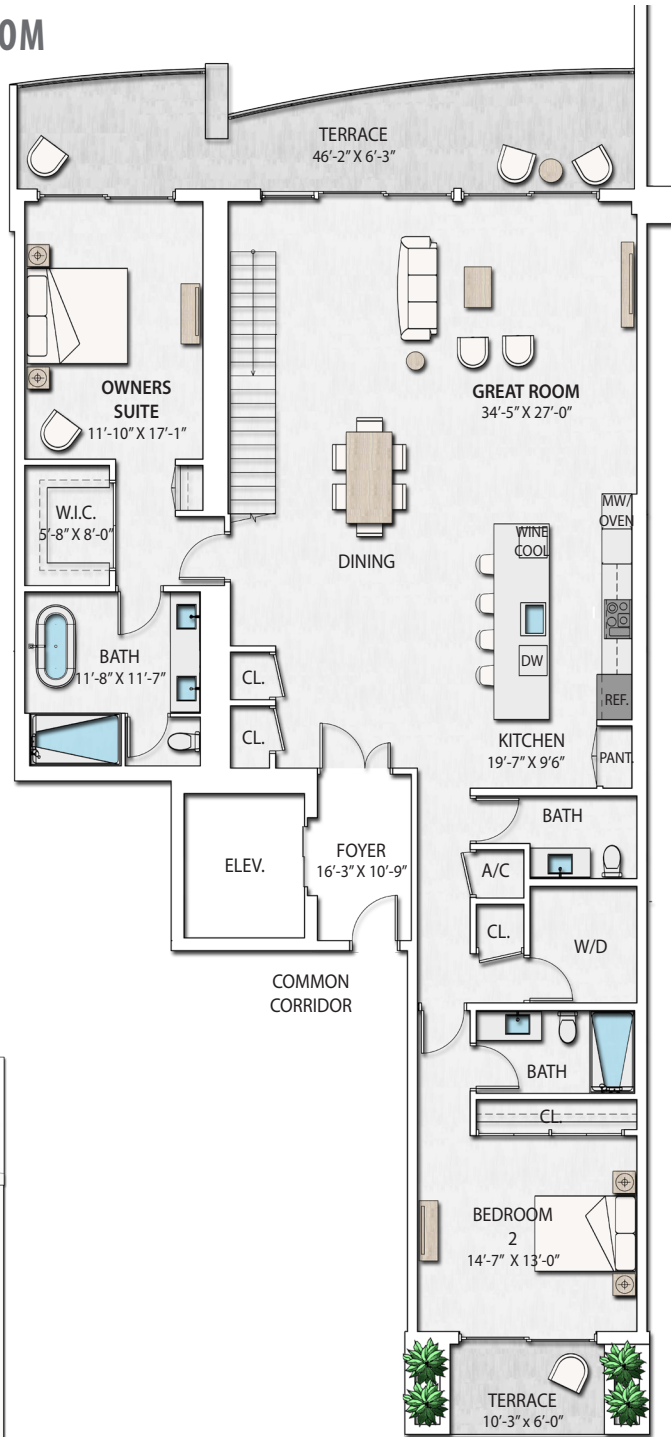 OM
TERRACE
46'-2" X 6'-3"
OWNERS
SUITE
11'-10" X 17'-1"
GREAT ROOM
34'-5" X 27'-0"
W.I.C.
5'-8" X 8'-0"
MW/
OVEN
WINE
COOL
DINING
DW
BATH
11'-8" X 11'-7"
CL.
REF.
CL.
KITCHEN
19'-7" X 9'6"
PANT.
BATH
ELEV.
FOYER
16'-3" X 10'-9"
A/C
CL.
W/D
COMMON
CORRIDOR
BATH
CL.
BEDROOM
2
14'-7" X 13'-0"
TERRACE
10'-3" x 6'-0"